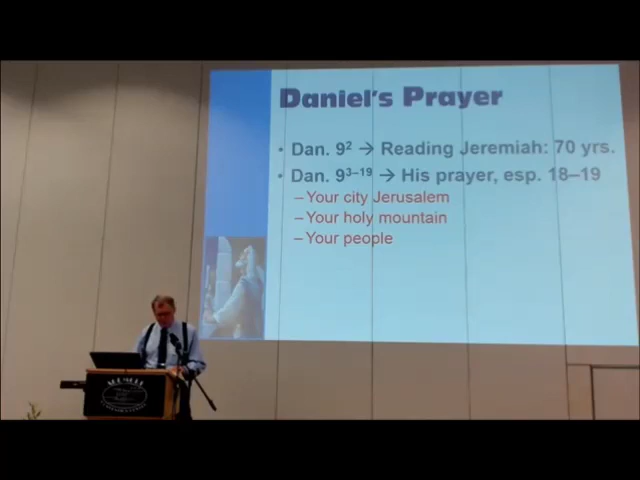 Daniel's Prayer
• Dan. 9² → Reading Jeremiah: 70 yrs.
• Dan. 9³⁻¹⁹ → His prayer, esp. 18–19
– Your city Jerusalem
– Your holy mountain
– Your people